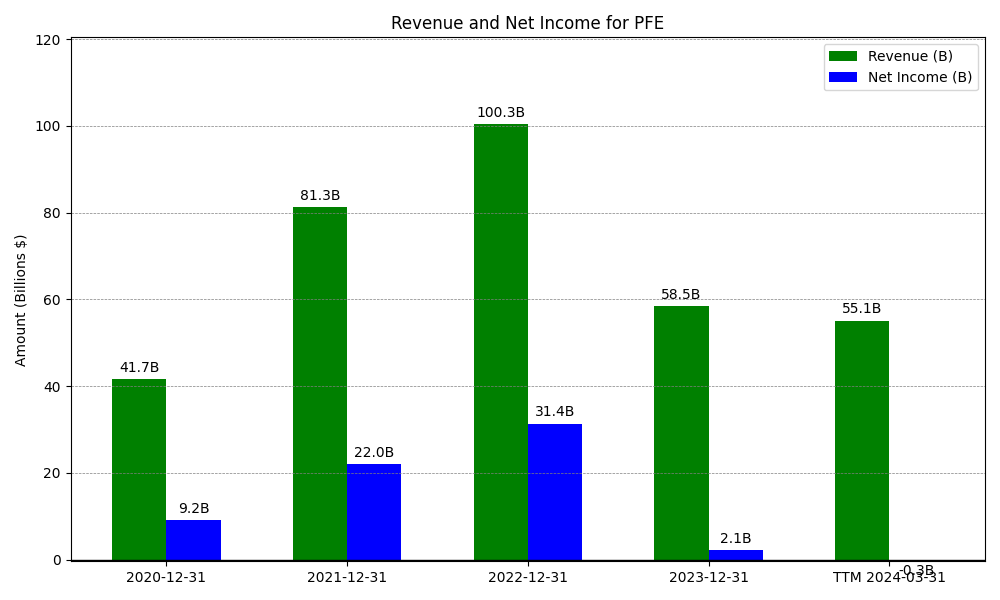 Revenue and Net Income for PFE
Revenue (B)
Net Income (B)
Amount (Billions $)
120
100
80
60
40
20
0
41.7B
9.2B
81.3B
22.0B
100.3B
31.4B
58.5B
2.1B
55.1B
-0.3B
2020-12-31
2021-12-31
2022-12-31
2023-12-31
TTM 2024-03-31